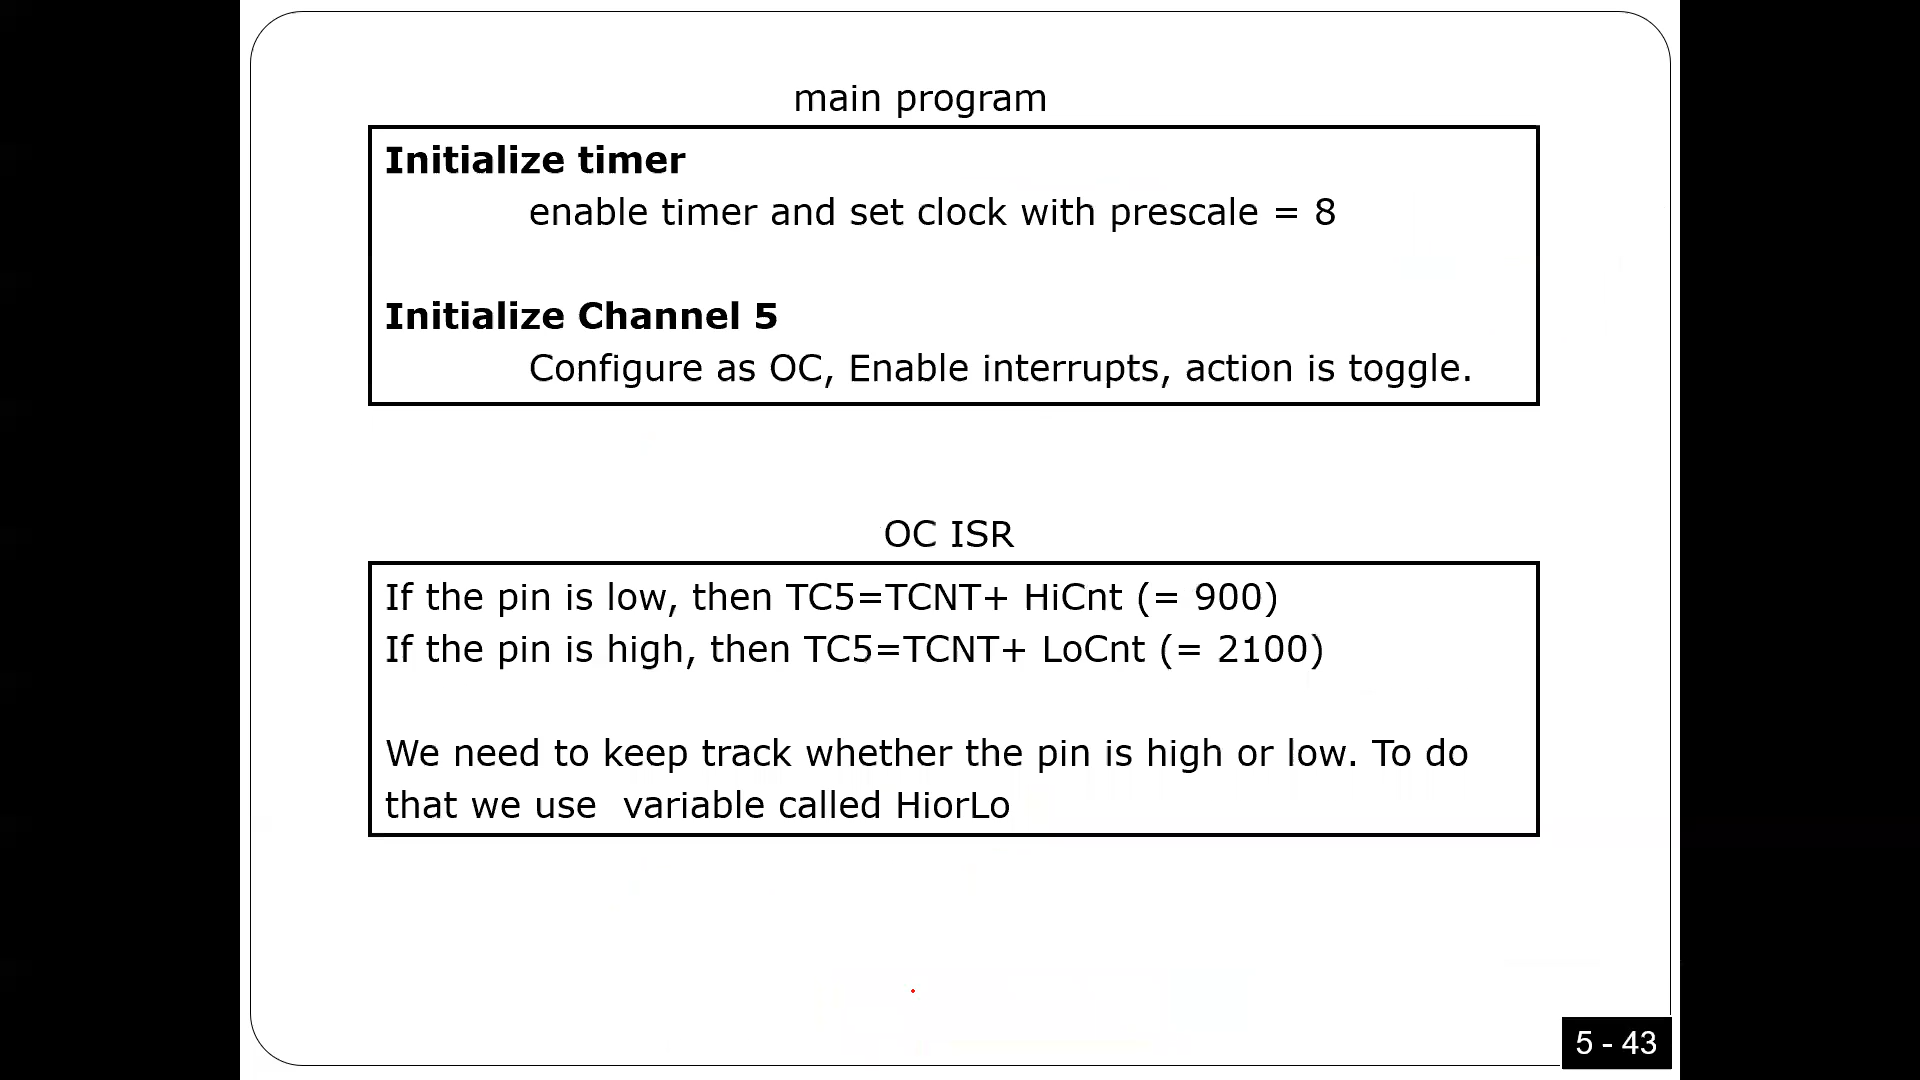 main program
Initialize timer
enable timer and set clock with prescale = 8
Initialize Channel 5
Configure as OC, Enable interrupts, action is toggle.
OC ISR
If the pin is low, then TC5=TCNT+ HiCnt (= 900)
If the pin is high, then TC5=TCNT+ LoCnt (= 2100)
We need to keep track whether the pin is high or low. To do
that we use  variable called HiorLo
5 - 43